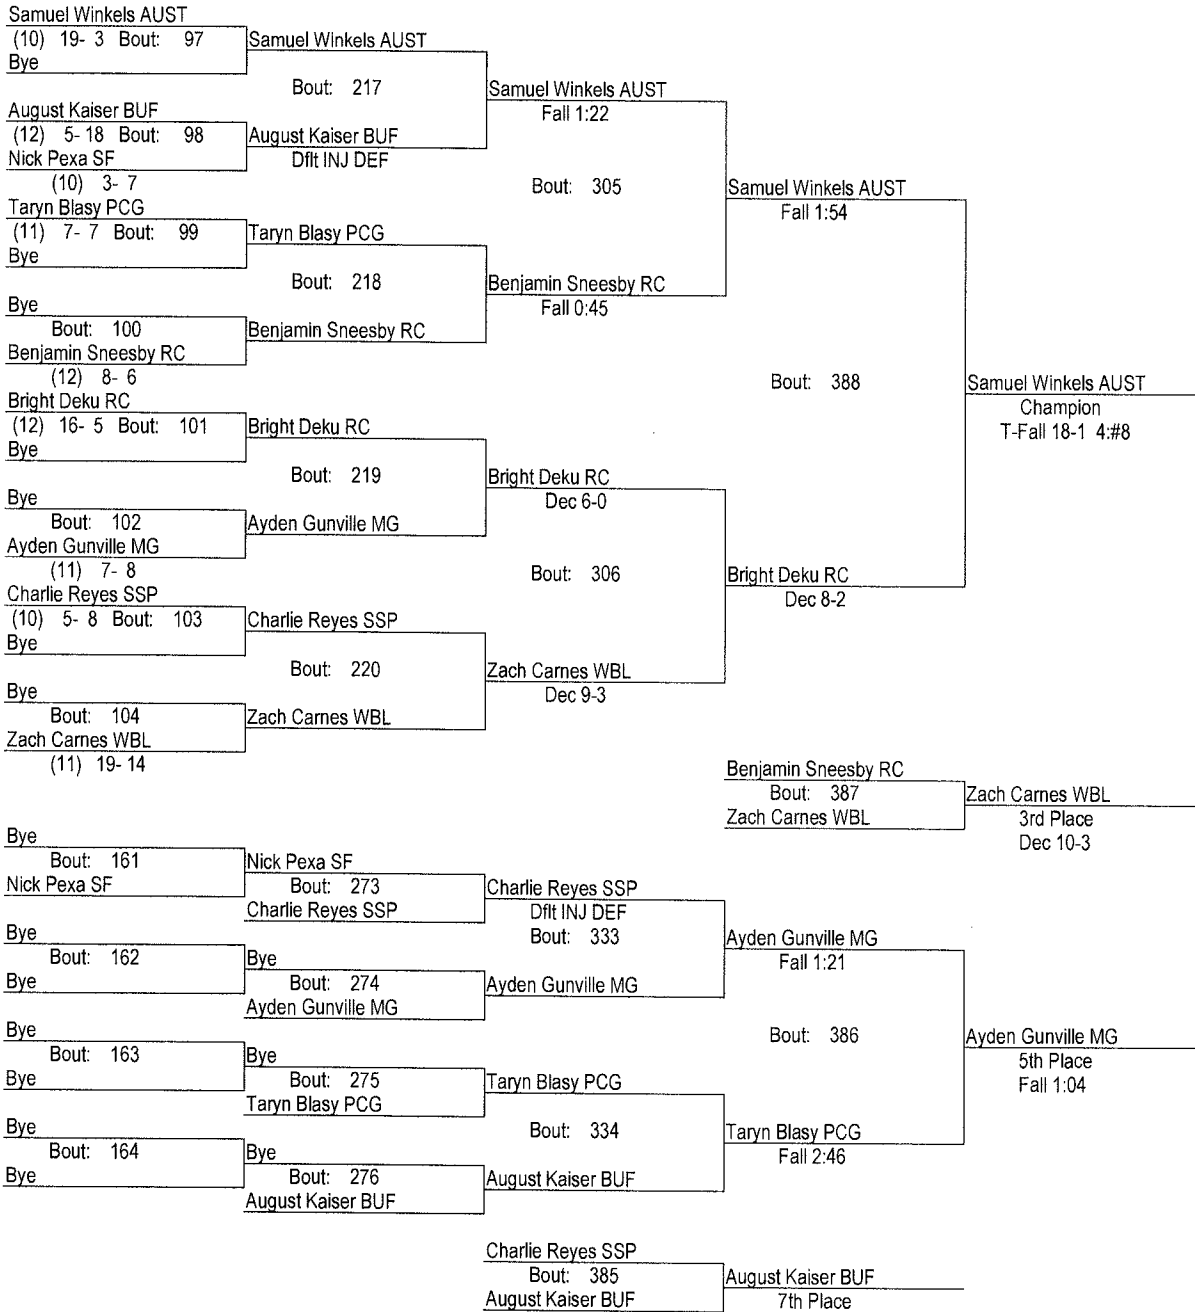 Samuel Winkels AUST
(10) 19- 3 Bout: 97
Bye
Samuel Winkels AUST
Bout: 217
August Kaiser BUF
(12) 5- 18 Bout: 98
Nick Pexa SF
(10) 3- 7
August Kaiser BUF
Dflt INJ DEF
Samuel Winkels AUST
Fall 1:22
Bout: 305
Taryn Blasy PCG
(11) 7- 7 Bout: 99
Bye
Taryn Blasy PCG
Bout: 218
Bye
Bout: 100
Benjamin Sneesby RC
(12) 8- 6
Benjamin Sneesby RC
Benjamin Sneesby RC
Fall 0:45
Samuel Winkels AUST
Fall 1:54
Bout: 388
Samuel Winkels AUST
Champion
T-Fall 18-1 4:#8
Bright Deku RC
(12) 16- 5 Bout: 101
Bye
Bright Deku RC
Bout: 219
Bye
Bout: 102
Ayden Gunville MG
(11) 7- 8
Ayden Gunville MG
Bright Deku RC
Dec 6-0
Bout: 306
Charlie Reyes SSP
(10) 5- 8 Bout: 103
Bye
Charlie Reyes SSP
Bout: 220
Bye
Bout: 104
Zach Carnes WBL
(11) 19- 14
Zach Carnes WBL
Zach Carnes WBL
Dec 9-3
Bright Deku RC
Dec 8-2
Benjamin Sneesby RC
Bout: 387
Zach Carnes WBL
Zach Carnes WBL
3rd Place
Dec 10-3
Bye
Bout: 161
Nick Pexa SF
Nick Pexa SF
Bout: 273
Charlie Reyes SSP
Charlie Reyes SSP
Dflt INJ DEF
Bout: 333
Bye
Bout: 162
Bye
Bye
Bout: 274
Ayden Gunville MG
Ayden Gunville MG
Ayden Gunville MG
Fall 1:21
Bout: 386
Ayden Gunville MG
5th Place
Fall 1:04
Bye
Bout: 163
Bye
Bye
Bout: 275
Taryn Blasy PCG
Taryn Blasy PCG
Bout: 334
Bye
Bout: 164
Bye
Bye
Bout: 276
August Kaiser BUF
August Kaiser BUF
Taryn Blasy PCG
Fall 2:46
Charlie Reyes SSP
Bout: 385
August Kaiser BUF
August Kaiser BUF
7th Place